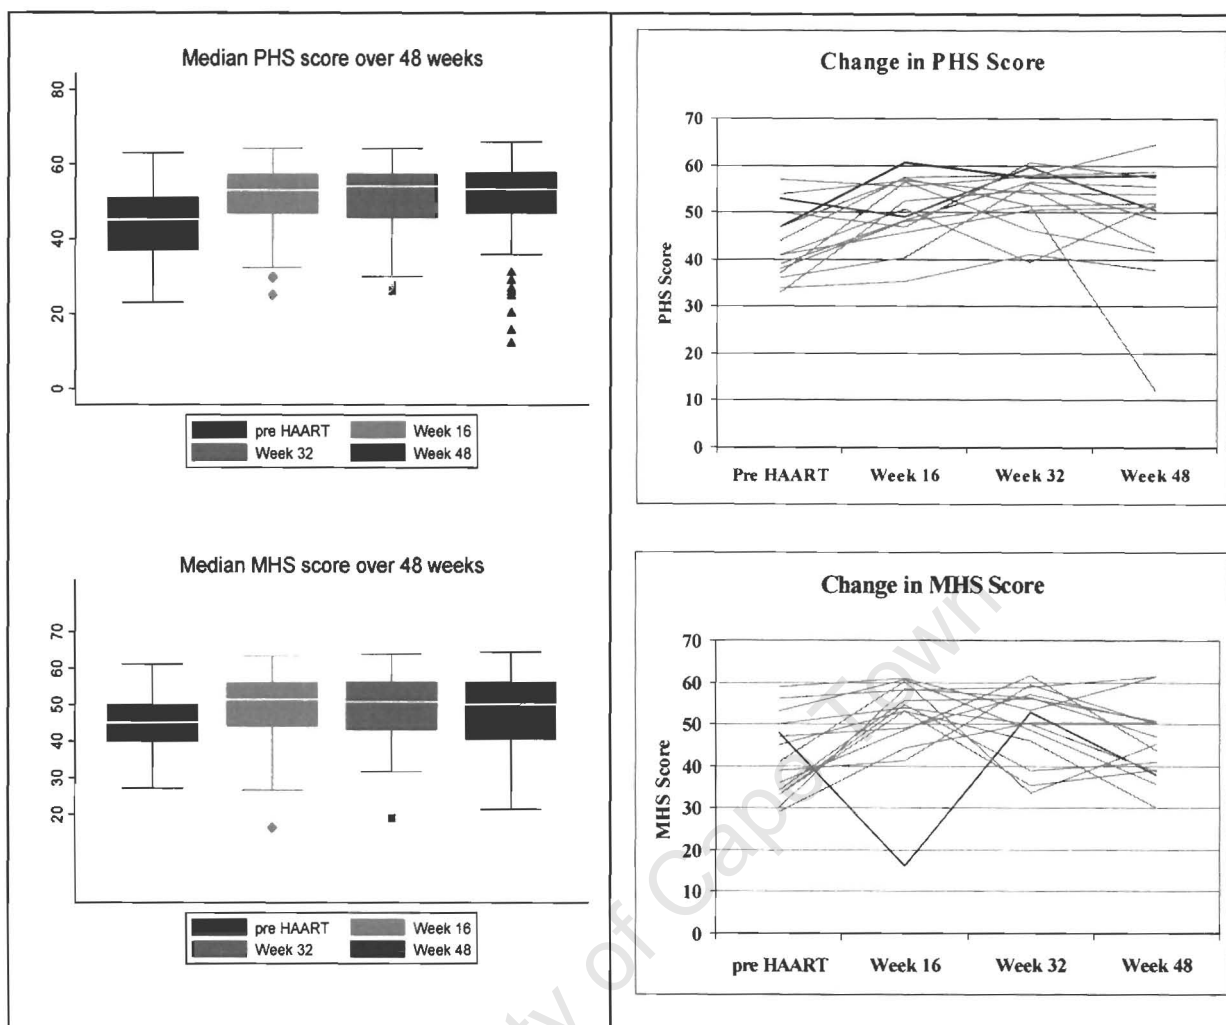 Median PHS score over 48 weeks
80
60
40
20
0
pre HAART
Week 16
Week 32
Week 48
Change in PHS Score
PHS Score
70
60
50
40
30
20
10
0
Pre HAART
Week 16
Week 32
Week 48
Median MHS score over 48 weeks
70
60
50
40
30
20
pre HAART
Week 16
Week 32
Week 48
Change in MHS Score
MHS Score
70
60
50
40
30
20
10
0
pre HAART
Week 16
Week 32
Week 48
of Cape Town